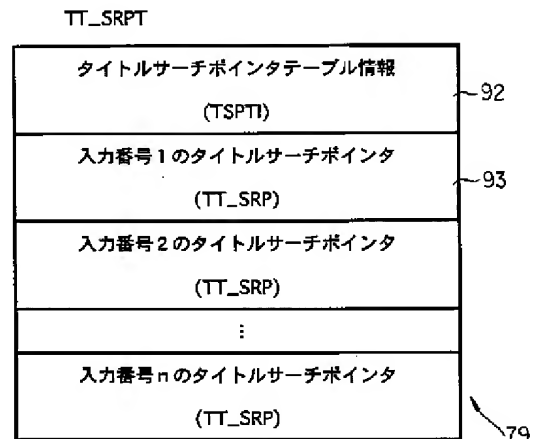 TT_SRPT
タイトルサーチポインタテーブル情報
(TSPTI)
92
入力番号1のタイトルサーチポインタ
(TT_SRP)
93
入力番号2のタイトルサーチポインタ
(TT_SRP)
⋮
入力番号nのタイトルサーチポインタ
(TT_SRP)
79